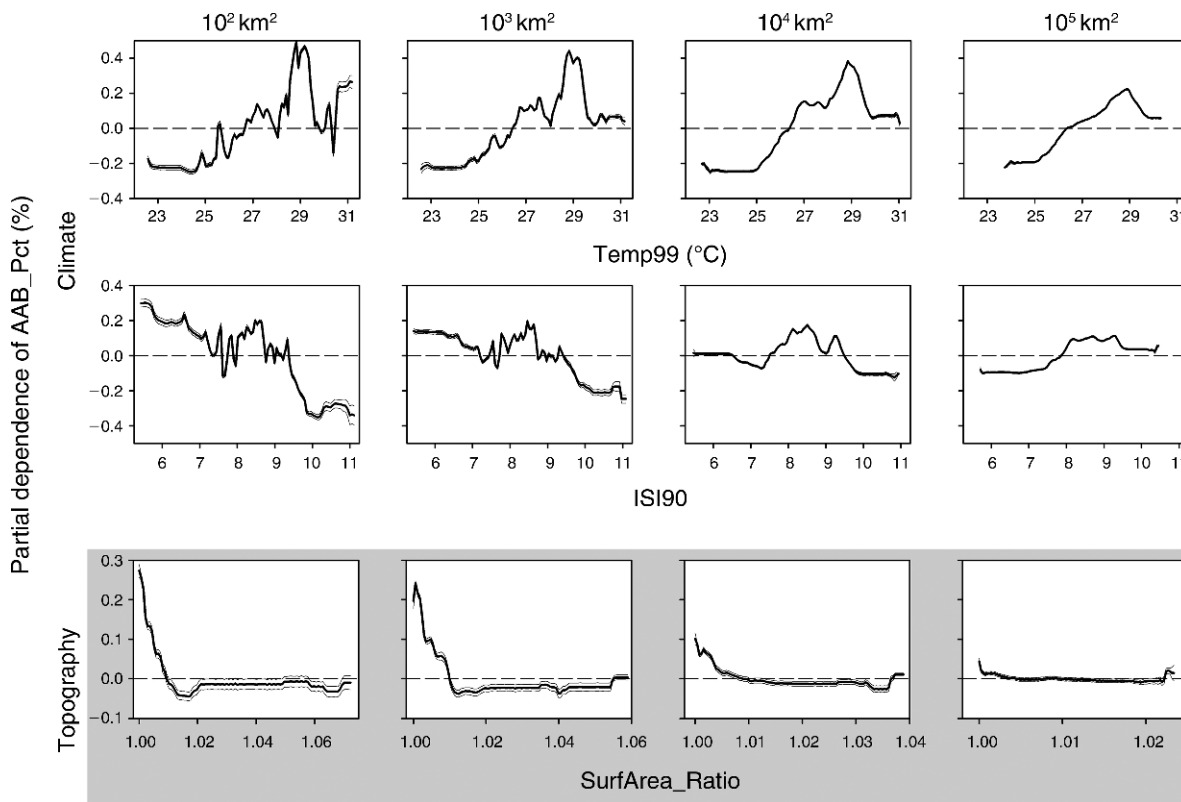 10² km² 10³ km² 10⁴ km² 10⁵ km²
Partial dependence of AAB_Pct (%)
Climate
0.4
0.2
0.0
−0.2
−0.4
23 25 27 29 31 23 25 27 29 31 23 25 27 29 31 23 25 27 29 31
Temp99 (°C)
0.4
0.2
0.0
−0.2
−0.4
6 7 8 9 10 11 6 7 8 9 10 11 6 7 8 9 10 11 6 7 8 9 10 11
ISI90
Topography
0.3
0.2
0.1
0.0
−0.1
1.00 1.02 1.04 1.06 1.00 1.02 1.04 1.06 1.00 1.01 1.02 1.03 1.04 1.00 1.01 1.02
SurfArea_Ratio